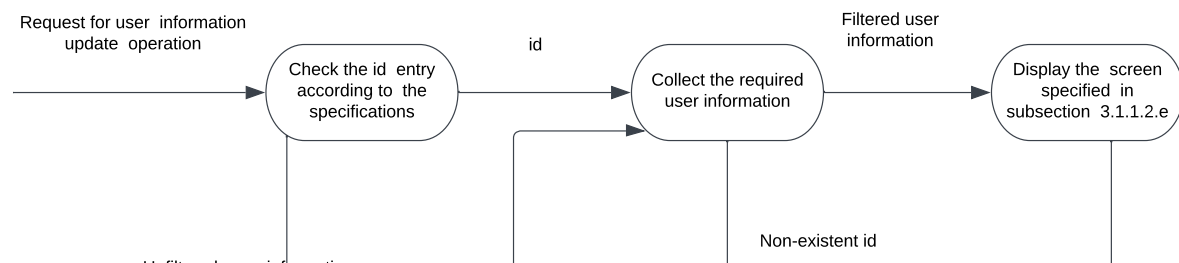 Request for user information
update operation
id
Filtered user
information
Check the id entry
according to the
specifications
Collect the required
user information
Display the screen
specified in
subsection 3.1.1.2.e
Non-existent id